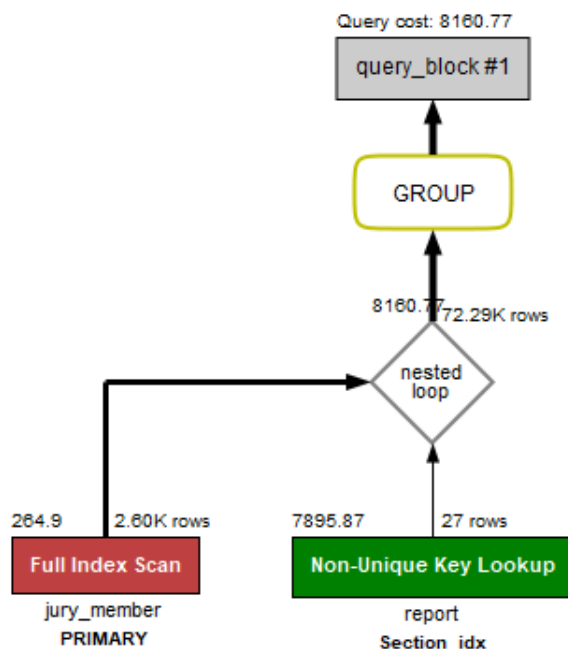 Query cost: 8160.77
query_block #1
GROUP
8160.77
72.29K rows
nested
loop
264.9
2.60K rows
7895.87
27 rows
Full Index Scan
Non-Unique Key Lookup
jury_member
report
PRIMARY
Section_idx